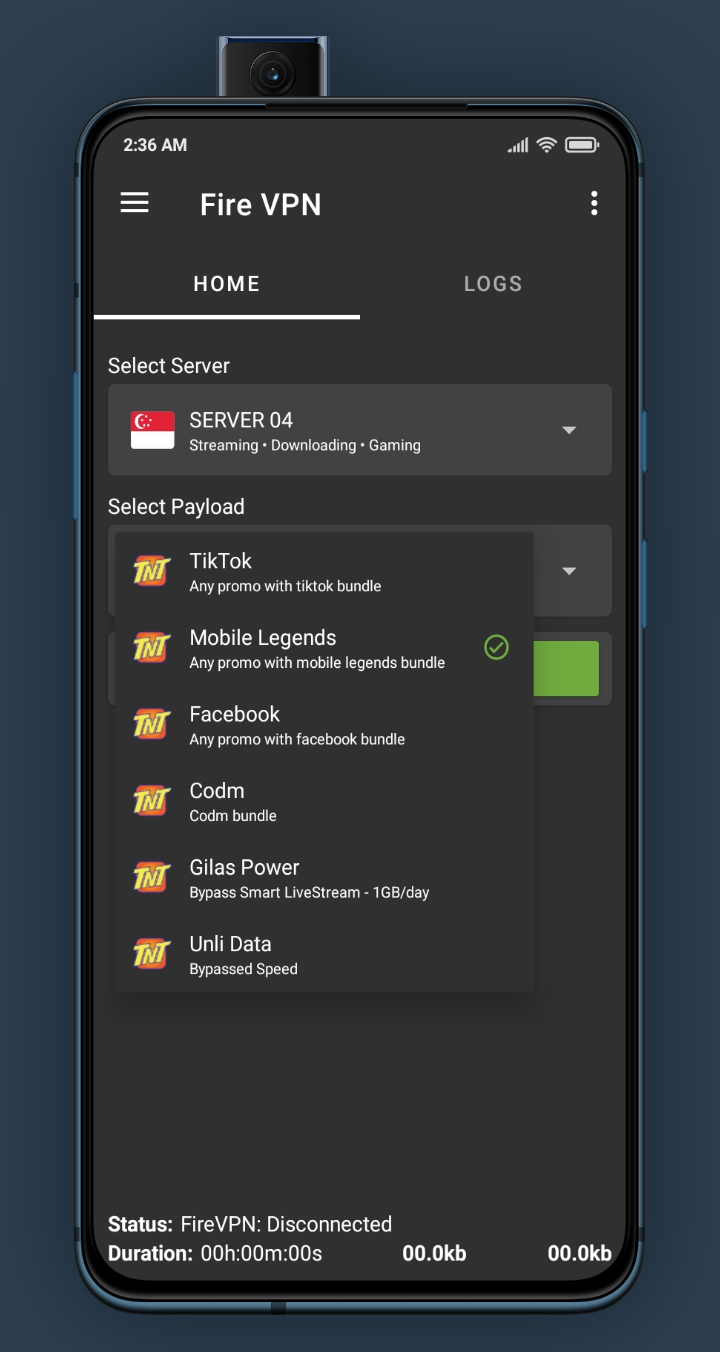 2:36 AM
Fire VPN
HOME LOGS
Select Server
SERVER 04
Streaming • Downloading • Gaming
Select Payload
TNT TikTok
Any promo with tiktok bundle
TNT Mobile Legends
Any promo with mobile legends bundle
TNT Facebook
Any promo with facebook bundle
TNT Codm
Codm bundle
TNT Gilas Power
Bypass Smart LiveStream - 1GB/day
TNT Unli Data
Bypassed Speed
Status: FireVPN: Disconnected
Duration: 00h:00m:00s 00.0kb 00.0kb